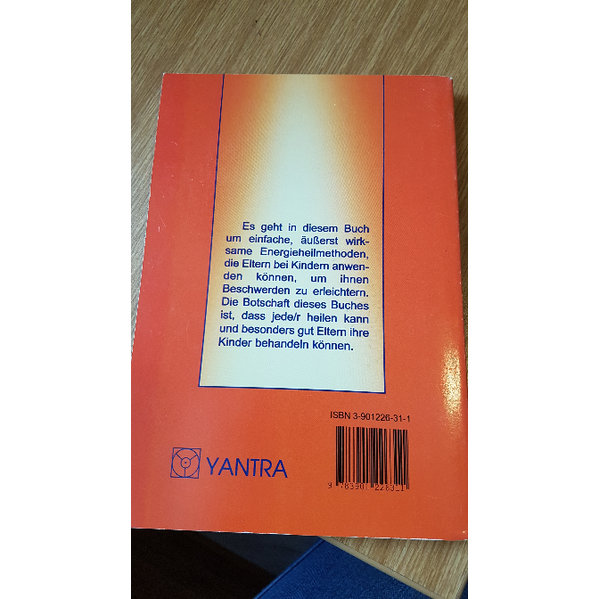 Es geht in diesem Buch
um einfache, äußerst wirk-
same Energieheilmethoden,
die Eltern bei Kindern anwen-
den können, um ihnen
Beschwerden zu erleichtern.
Die Botschaft dieses Buches
ist, dass jede/r heilen kann
und besonders gut Eltern ihre
Kinder behandeln können.
ISBN 3-901226-31-1
YANTRA